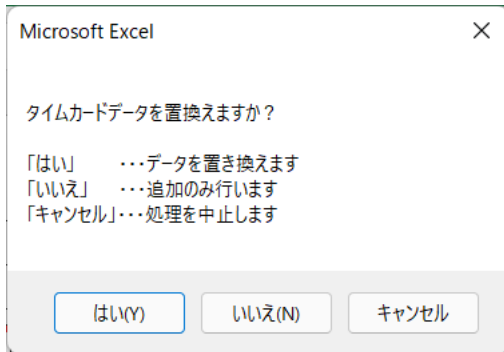 Microsoft Excel
タイムカードデータを置換えますか？
「はい」　　・・・データを置き換えます
「いいえ」　・・・追加のみ行います
「キャンセル」・・・処理を中止します
はい(Y)　いいえ(N)　キャンセル